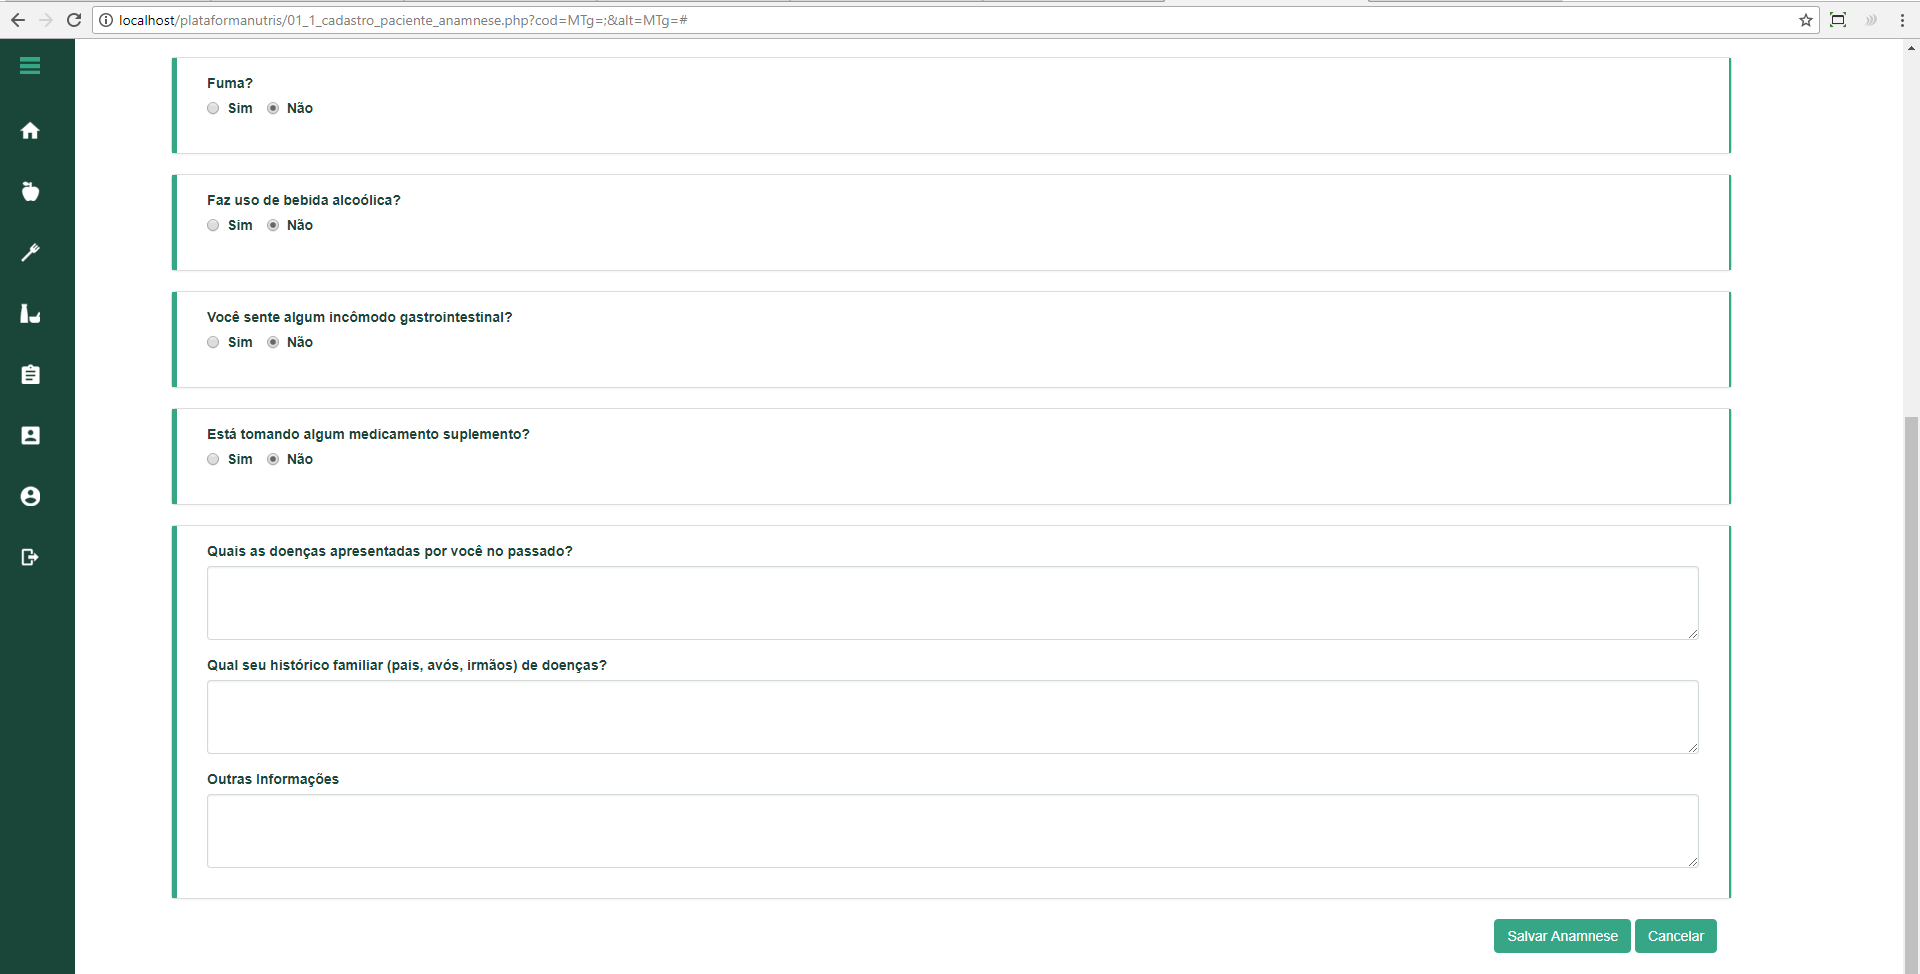 localhost/plataformanutris/01_1_cadastro_paciente_anamnese.php?cod=MTg=;&alt=MTg=#
Fuma?
Sim Não
Faz uso de bebida alcoólica?
Sim Não
Você sente algum incômodo gastrointestinal?
Sim Não
Está tomando algum medicamento suplemento?
Sim Não
Quais as doenças apresentadas por você no passado?
Qual seu histórico familiar (pais, avós, irmãos) de doenças?
Outras Informações
Salvar Anamnese Cancelar